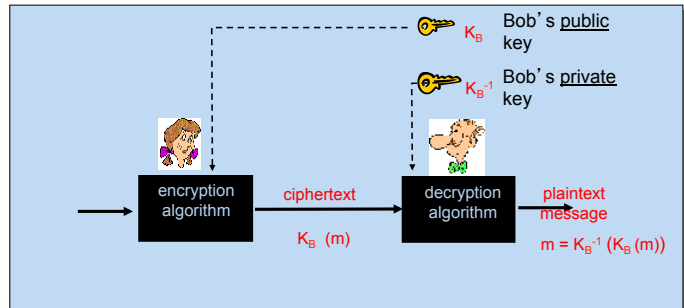 K_B Bob's public
key
K_B⁻¹ Bob's private
key
encryption
algorithm
ciphertext
K_B (m)
decryption
algorithm
plaintext
message
m = K_B⁻¹ (K_B (m))